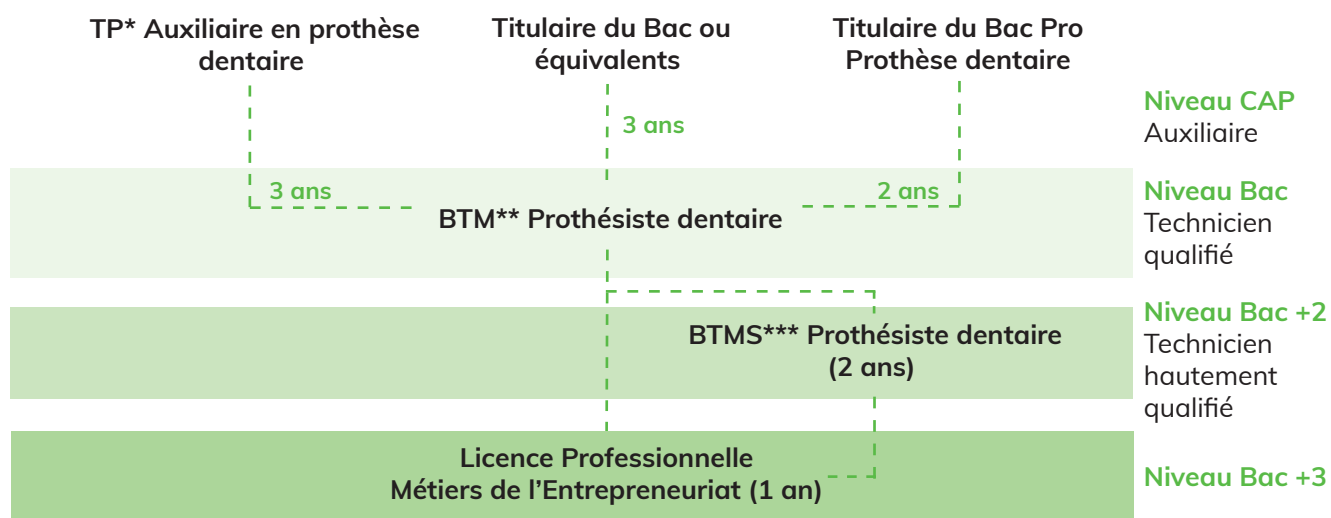 TP* Auxiliaire en prothèse
dentaire
Titulaire du Bac ou
équivalents
Titulaire du Bac Pro
Prothèse dentaire
Niveau CAP
Auxiliaire
3 ans
3 ans
2 ans
BTM** Prothésiste dentaire
Niveau Bac
Technicien
qualifié
BTMS*** Prothésiste dentaire
(2 ans)
Niveau Bac +2
Technicien
hautement
qualifié
Licence Professionnelle
Métiers de l’Entrepreneuriat (1 an)
Niveau Bac +3